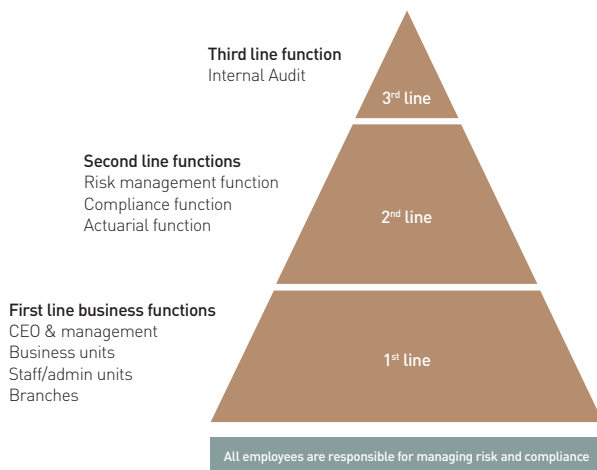 Third line function
Internal Audit
3rd line
Second line functions
Risk management function
Compliance function
Actuarial function
2nd line
First line business functions
CEO & management
Business units
Staff/admin units
Branches
1st line
All employees are responsible for managing risk and compliance